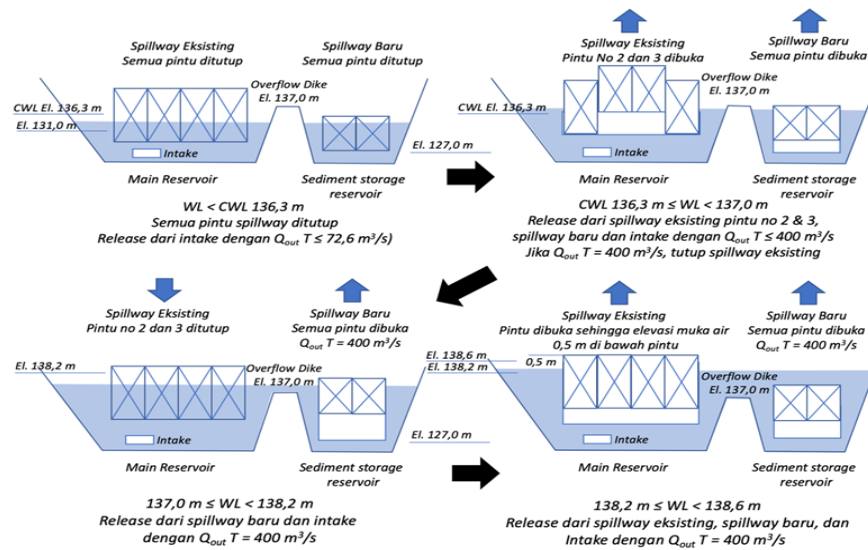 Spillway Eksisting
Semua pintu ditutup
Spillway Baru
Semua pintu ditutup
Overflow Dike
El. 137,0 m
CWL El. 136,3 m
El. 131,0 m
Intake
El. 127,0 m
Main Reservoir
Sediment storage
reservoir
WL < CWL 136,3 m
Semua pintu spillway ditutup
Release dari intake dengan Qout T ≤ 72,6 m³/s)
Spillway Eksisting
Pintu No 2 dan 3 dibuka
Spillway Baru
Semua pintu dibuka
Overflow Dike
El. 137,0 m
CWL El. 136,3 m
Intake
Main Reservoir
Sediment storage
reservoir
CWL 136,3 m ≤ WL < 137,0 m
Release dari spillway eksisting pintu no 2 & 3,
spillway baru dan intake dengan Qout T ≤ 400 m³/s
Jika Qout T = 400 m³/s, tutup spillway eksisting
Spillway Eksisting
Pintu no 2 dan 3 ditutup
Spillway Baru
Semua pintu dibuka
Qout T = 400 m³/s
El. 138,2 m
Overflow Dike
El. 137,0 m
Intake
El. 127,0 m
Main Reservoir
Sediment storage
reservoir
137,0 m ≤ WL < 138,2 m
Release dari spillway baru dan intake
dengan Qout T = 400 m³/s
Spillway Eksisting
Pintu dibuka sehingga elevasi muka air
0,5 m di bawah pintu
Spillway Baru
Semua pintu dibuka
Qout T = 400 m³/s
El. 138,6 m
El. 138,2 m
0,5 m
Overflow Dike
El. 137,0 m
Intake
Main Reservoir
Sediment storage
reservoir
138,2 m ≤ WL < 138,6 m
Release dari spillway eksisting, spillway baru, dan
Intake dengan Qout T = 400 m³/s